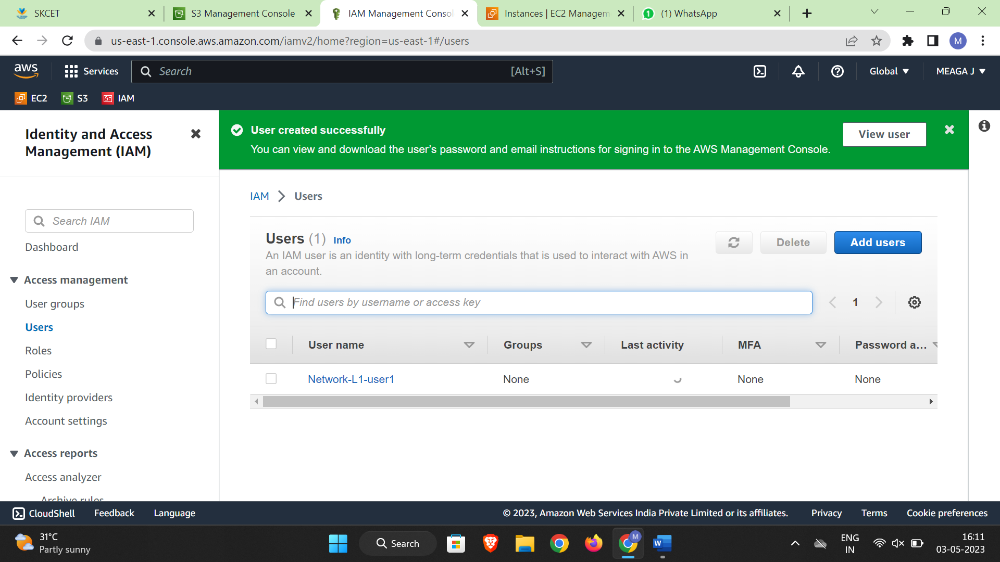 SKCET
S3 Management Console
IAM Management Consol
Instances | EC2 Managem
(1) WhatsApp
us-east-1.console.aws.amazon.com/iamv2/home?region=us-east-1#/users
M
aws
Services
Search
[Alt+S]
Global
MEAGA J
EC2
S3
IAM
Identity and Access
Management (IAM)
Search IAM
Dashboard
Access management
User groups
Users
Roles
Policies
Identity providers
Account settings
Access reports
Access analyzer
Archive rules
User created successfully
You can view and download the user's password and email instructions for signing in to the AWS Management Console.
View user
IAM > Users
Users (1) Info
An IAM user is an identity with long-term credentials that is used to interact with AWS in
an account.
Delete
Add users
Find users by username or access key
1
User name Groups Last activity MFA Password a...
Network-L1-user1 None None None
CloudShell
Feedback
Language
© 2023, Amazon Web Services India Private Limited or its affiliates.
Privacy
Terms
Cookie preferences
31°C
Partly sunny
Search
M
W
ENG
IN
16:11
03-05-2023